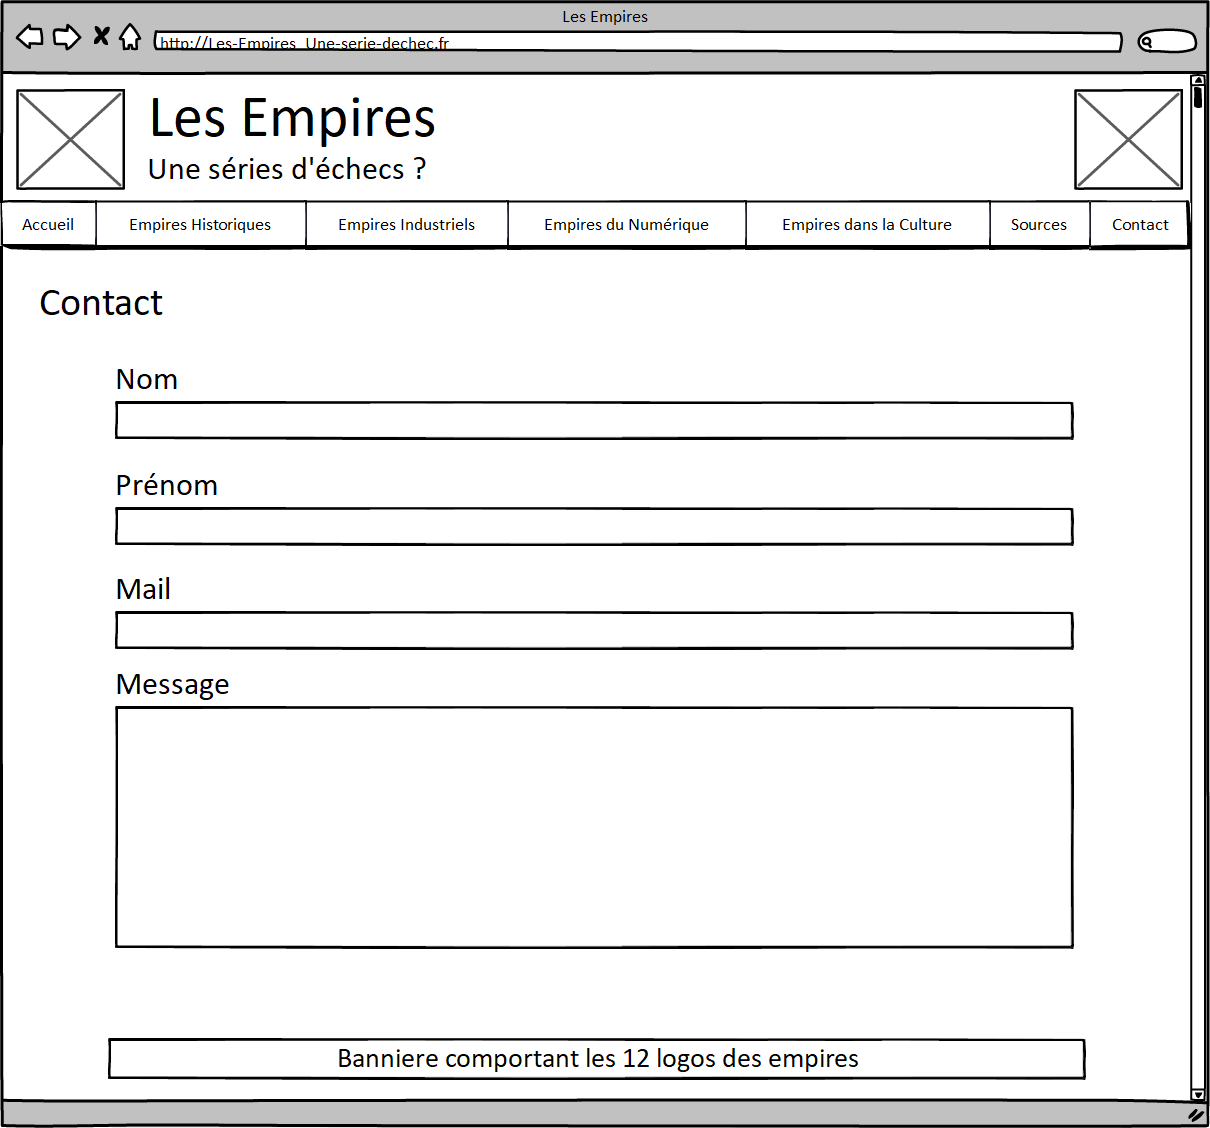 Les Empires
http://Les-Empires_Une-serie-dechec.fr
Les Empires
Une séries d'échecs ?
Accueil Empires Historiques Empires Industriels Empires du Numérique Empires dans la Culture Sources Contact
Contact
Nom
Prénom
Mail
Message
Banniere comportant les 12 logos des empires